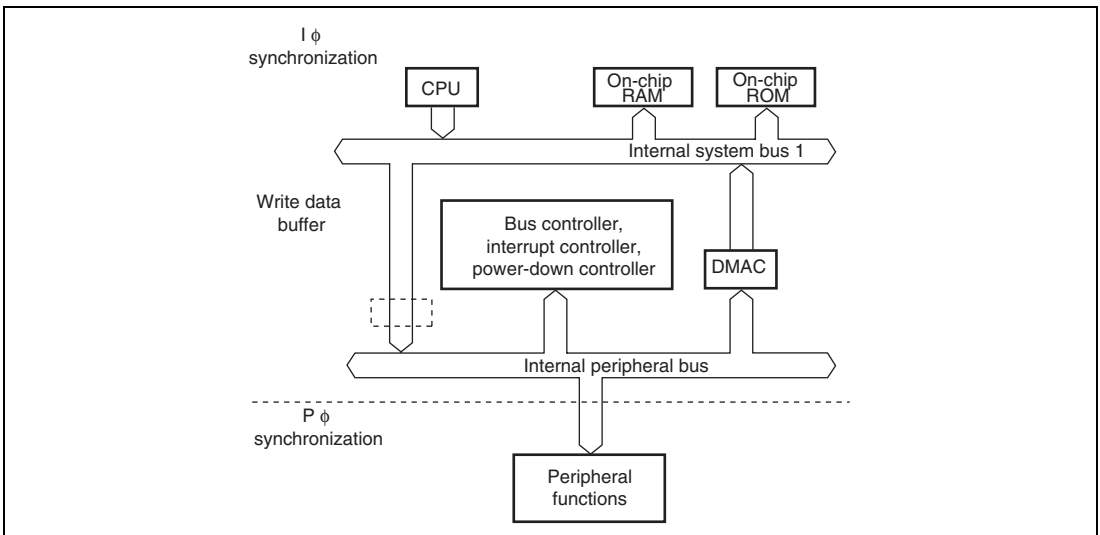 I ϕ
synchronization
CPU
On-chip
RAM
On-chip
ROM
Internal system bus 1
Write data
buffer
Bus controller,
interrupt controller,
power-down controller
DMAC
Internal peripheral bus
P ϕ
synchronization
Peripheral
functions